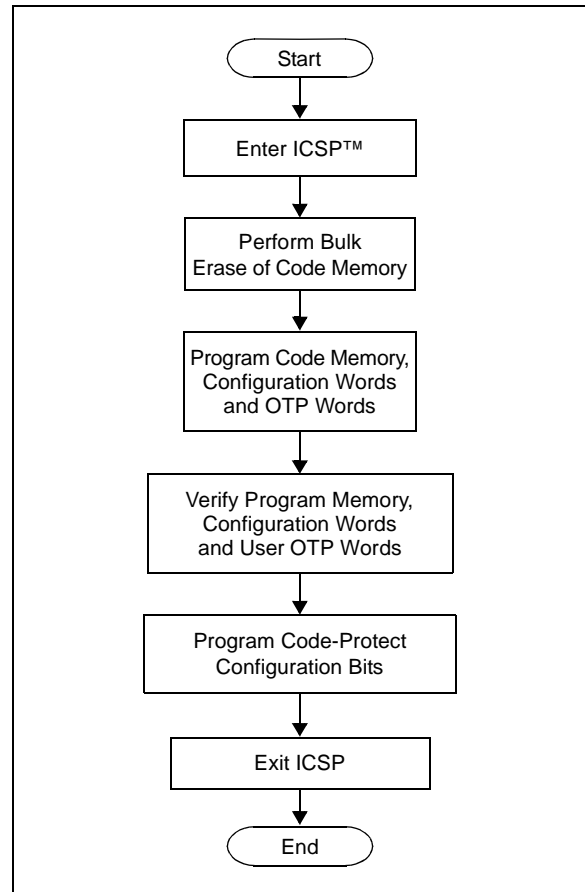 Start
Enter ICSP™
Perform Bulk
Erase of Code Memory
Program Code Memory,
Configuration Words
and OTP Words
Verify Program Memory,
Configuration Words
and User OTP Words
Program Code-Protect
Configuration Bits
Exit ICSP
End